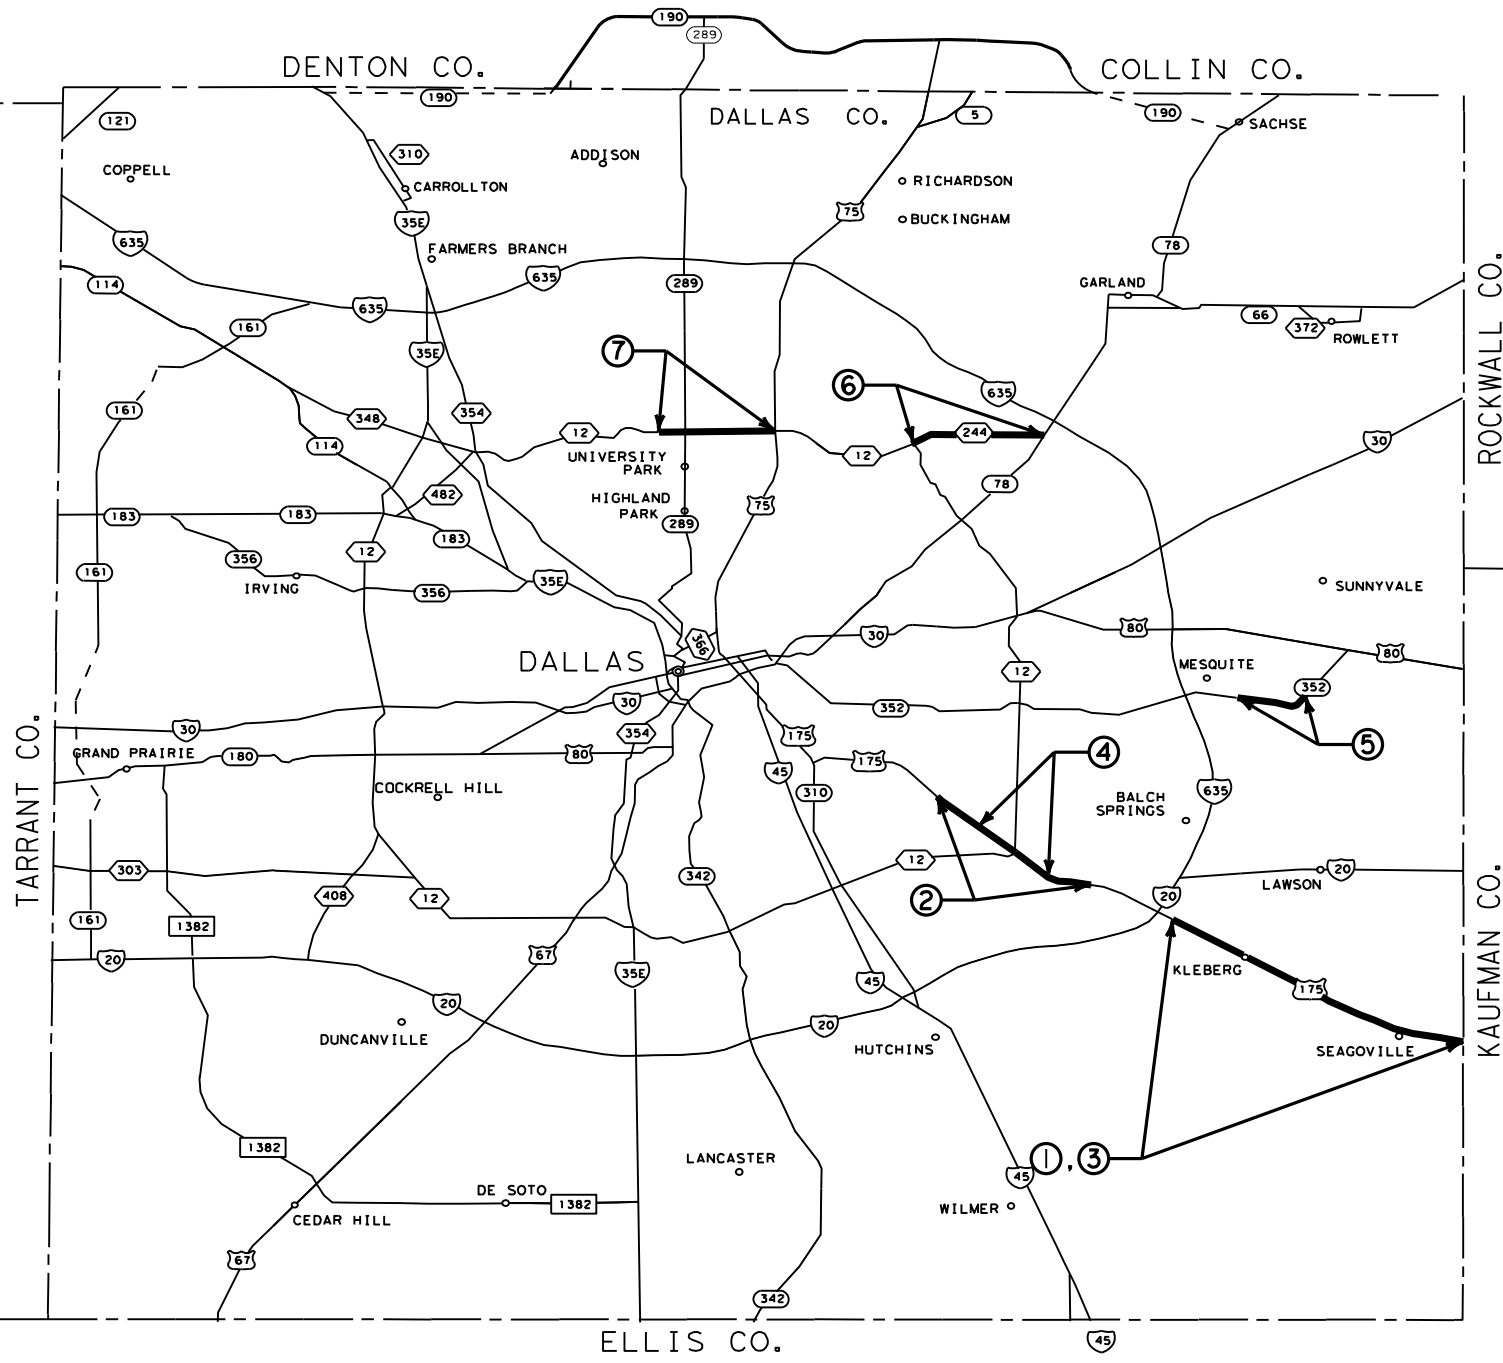 190
289
DENTON CO.
COLLIN CO.
190
121
DALLAS CO.
5
190
SACHSE
310
ADDISON
COPPELL
CARROLLTON
RICHARDSON
75
BUCKINGHAM
35E
635
FARMERS BRANCH
78
ROCKWALL CO.
114
635
289
GARLAND
635
161
66
372
ROWLETT
7
35E
6
635
161
348
354
12
244
30
114
UNIVERSITY
PARK
12
482
78
HIGHLAND
PARK
75
183
183
289
183
12
356
161
IRVING
356
35E
SUNNYVALE
366
30
80
80
DALLAS
MESQUITE
12
352
30
352
30
354
175
TARRANT CO.
GRAND PRAIRIE
180
80
4
5
45
175
COCKRELL HILL
310
BALCH
SPRINGS
635
12
303
342
LAWSON
20
408
12
2
20
161
1382
KAUFMAN CO.
20
67
35E
45
KLEBERG
175
20
20
DUNCANVILLE
HUTCHINS
SEAGOVILLE
1382
LANCASTER
1, 3
45
DE SOTO
1382
WILMER
CEDAR HILL
67
342
ELLIS CO.
45